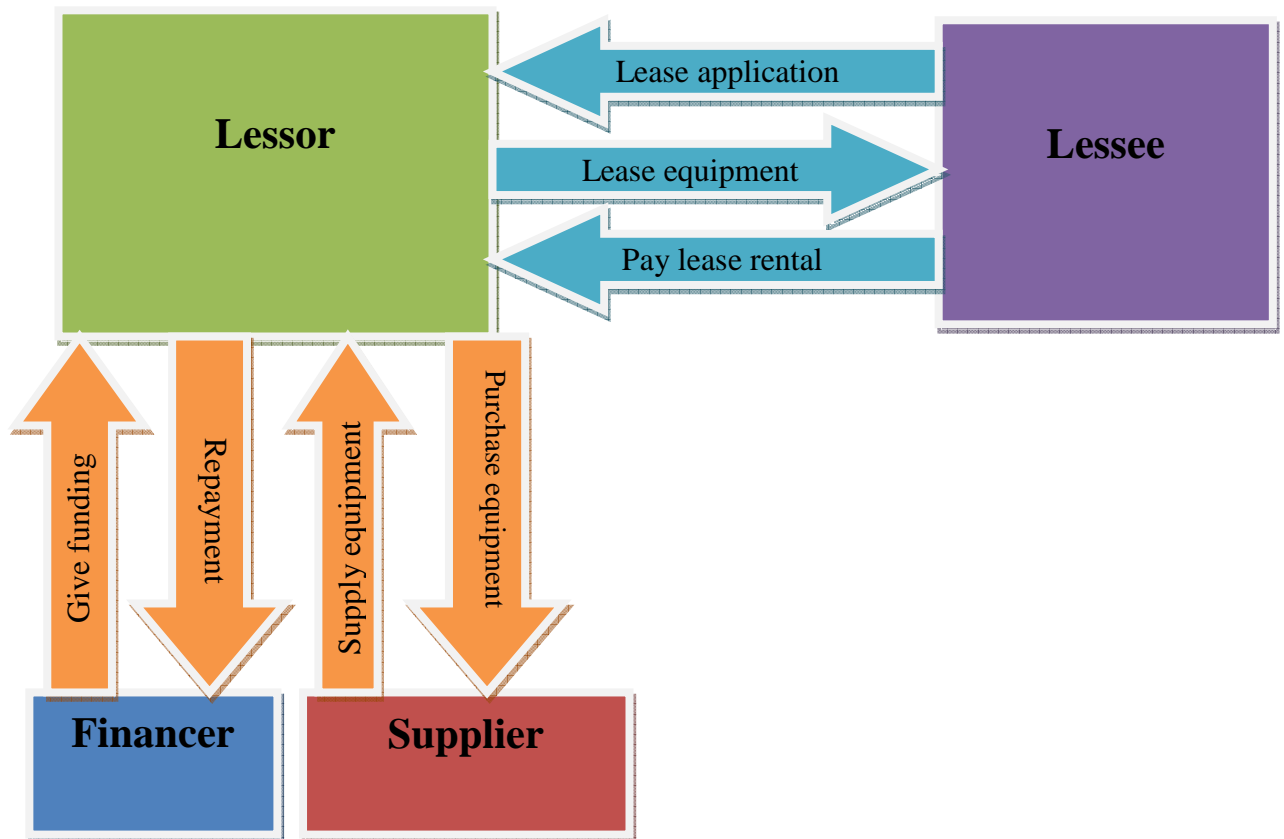 Lessor
Lease application
Lessee
Lease equipment
Pay lease rental
Give funding
Repayment
Supply equipment
Purchase equipment
Financer
Supplier